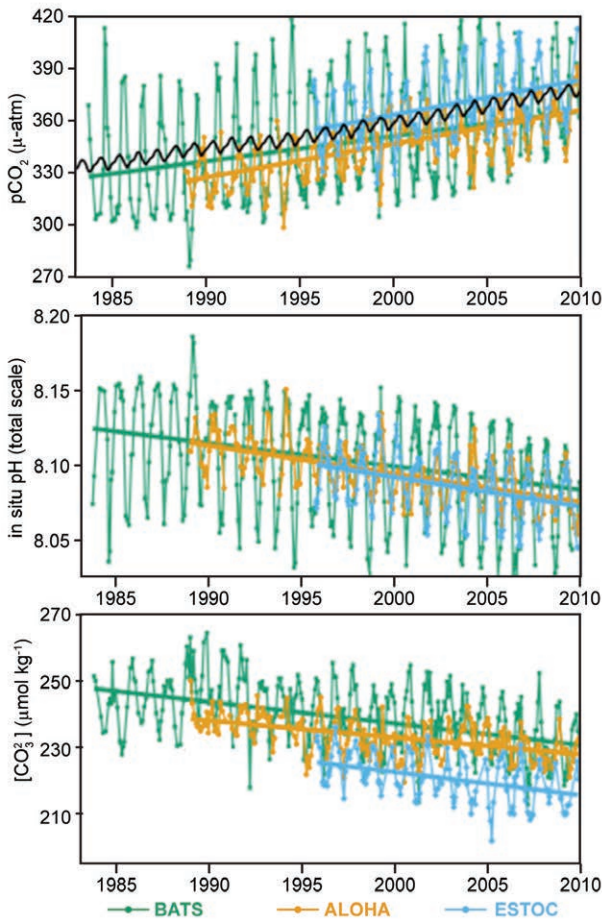 420
390
360
330
300
270
pCO₂ (μ-atm)
1985 1990 1995 2000 2005 2010
8.20
8.15
8.10
8.05
in situ pH (total scale)
1985 1990 1995 2000 2005 2010
270
250
230
210
[CO₃²] (μmol kg⁻¹)
1985 1990 1995 2000 2005 2010
BATS ALOHA ESTOC